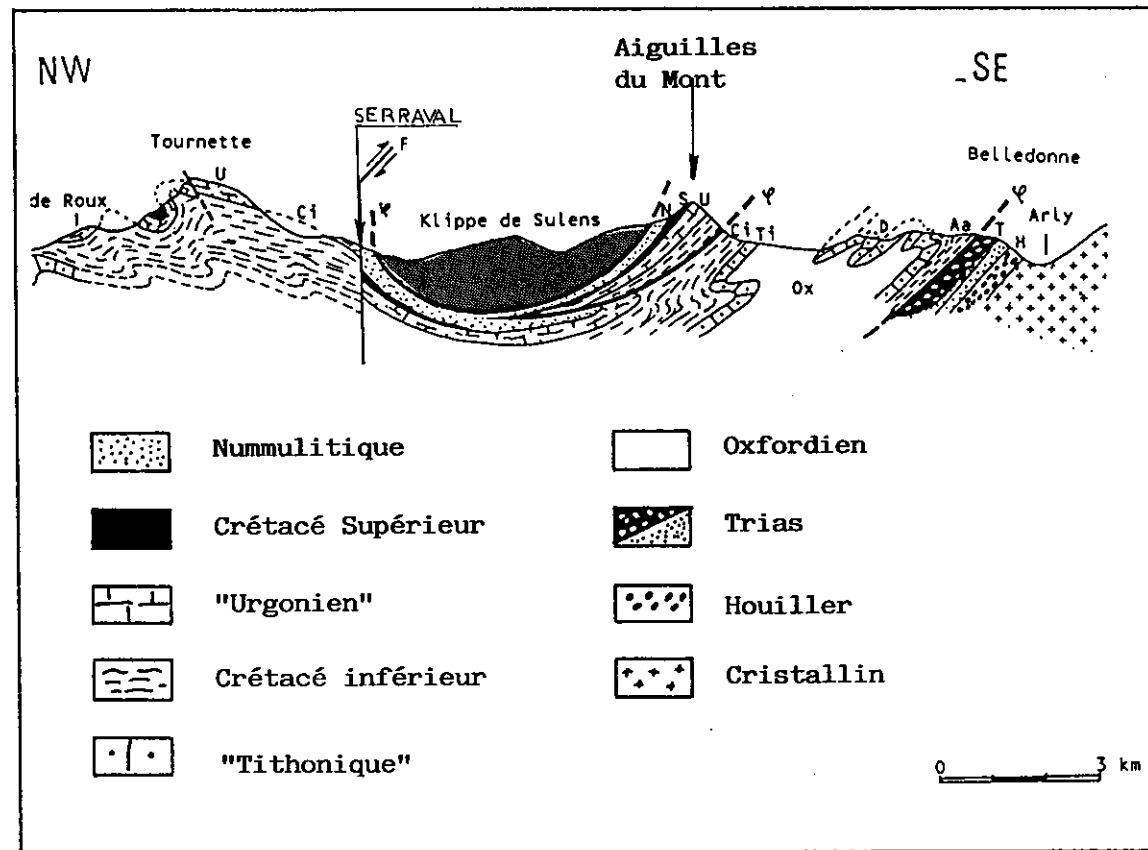 NW
Aiguilles
du Mont
SE
SERRAVAL
F
Tournette
U
de Roux
Ci
φ
Klippe de Sulens
N S U
φ
Ci Ti
Ox
D
Aa
T
H
Belledonne
φ
Arly
Nummulitique
Oxfordien
Crétacé Supérieur
Trias
"Urgonien"
Houiller
Crétacé inférieur
Cristallin
"Tithonique"
0 3 km